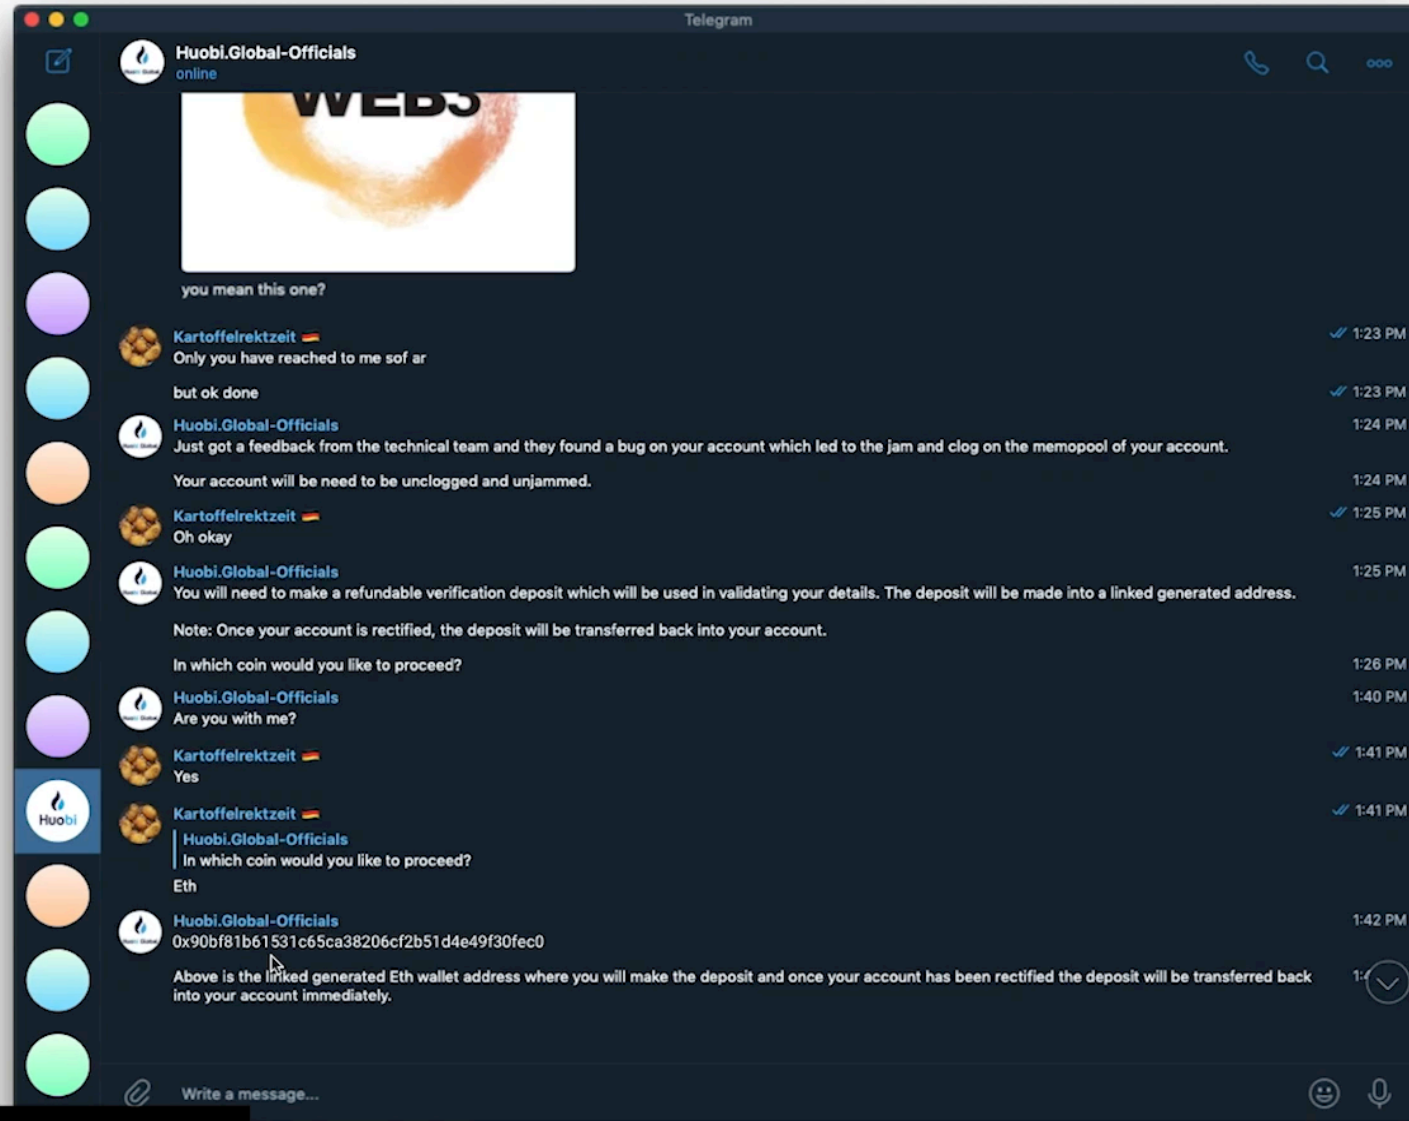 Telegram
Huobi.Global-Officials
online
WEB3
you mean this one?
Kartoffelrektzeit
1:23 PM
Only you have reached to me sof ar
but ok done
1:23 PM
Huobi.Global-Officials
1:24 PM
Just got a feedback from the technical team and they found a bug on your account which led to the jam and clog on the memopool of your account.
Your account will be need to be unclogged and unjammed.
1:24 PM
Kartoffelrektzeit
1:25 PM
Oh okay
Huobi.Global-Officials
1:25 PM
You will need to make a refundable verification deposit which will be used in validating your details. The deposit will be made into a linked generated address.
Note: Once your account is rectified, the deposit will be transferred back into your account.
In which coin would you like to proceed?
1:26 PM
Huobi.Global-Officials
1:40 PM
Are you with me?
Kartoffelrektzeit
1:41 PM
Yes
Kartoffelrektzeit
1:41 PM
Huobi.Global-Officials
In which coin would you like to proceed?
Eth
Huobi
Huobi.Global-Officials
1:42 PM
0x90bf81b61531c65ca38206cf2b51d4e49f30fec0
Above is the linked generated Eth wallet address where you will make the deposit and once your account has been rectified the deposit will be transferred back
into your account immediately.
Write a message...